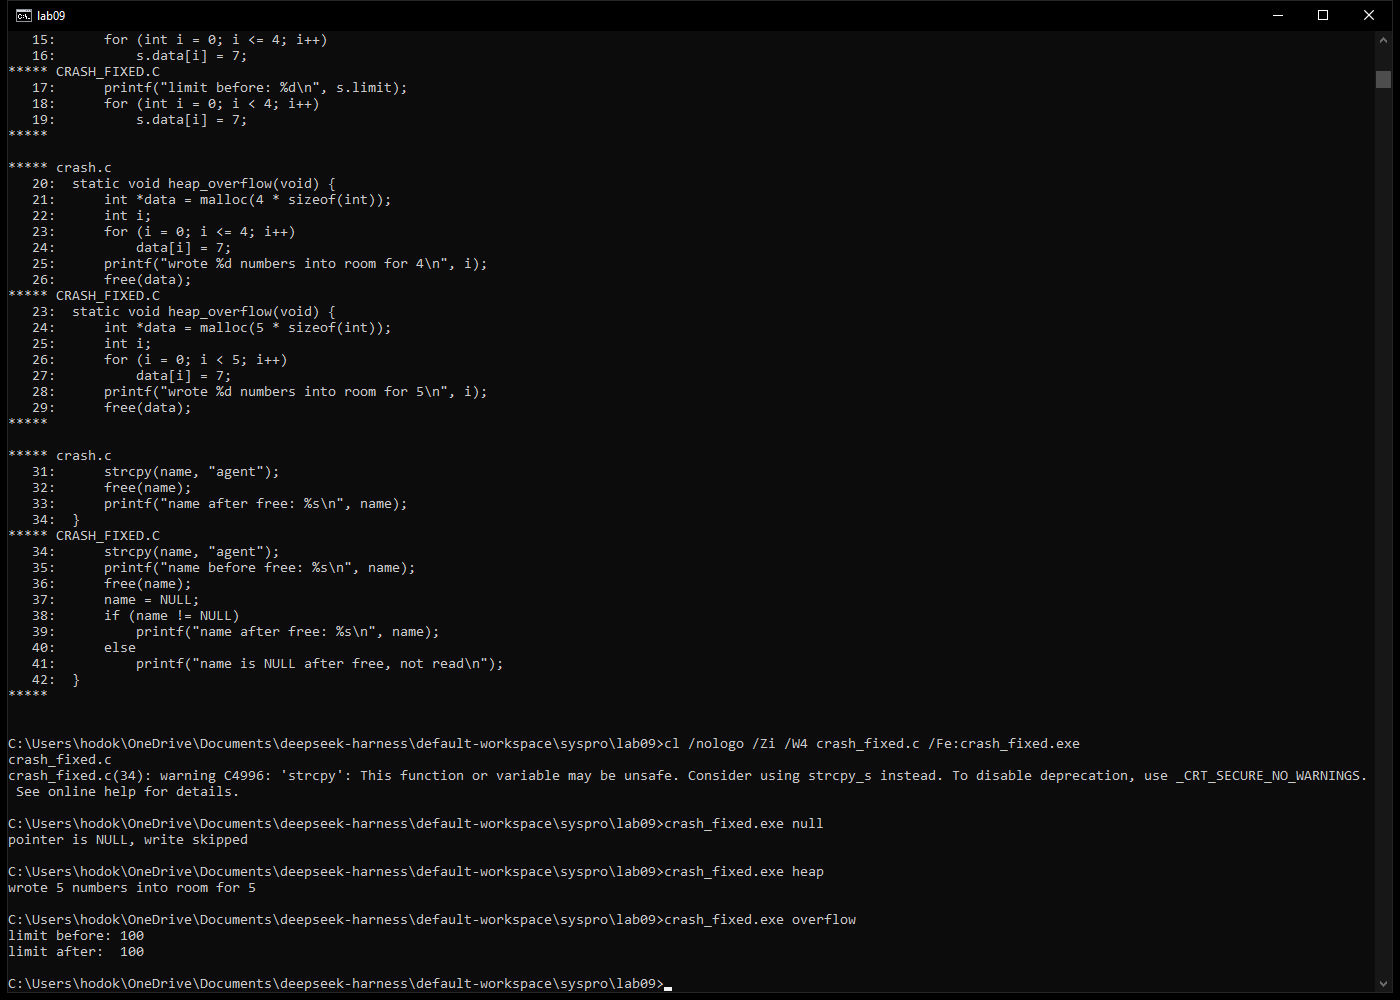 lab09
   15:      for (int i = 0; i <= 4; i++)
   16:          s.data[i] = 7;
***** CRASH_FIXED.C
   17:      printf("limit before: %d\n", s.limit);
   18:      for (int i = 0; i < 4; i++)
   19:          s.data[i] = 7;
*****
***** crash.c
   20:  static void heap_overflow(void) {
   21:      int *data = malloc(4 * sizeof(int));
   22:      int i;
   23:      for (i = 0; i <= 4; i++)
   24:          data[i] = 7;
   25:      printf("wrote %d numbers into room for 4\n", i);
   26:      free(data);
***** CRASH_FIXED.C
   23:  static void heap_overflow(void) {
   24:      int *data = malloc(5 * sizeof(int));
   25:      int i;
   26:      for (i = 0; i < 5; i++)
   27:          data[i] = 7;
   28:      printf("wrote %d numbers into room for 5\n", i);
   29:      free(data);
*****
***** crash.c
   31:      strcpy(name, "agent");
   32:      free(name);
   33:      printf("name after free: %s\n", name);
   34:  }
***** CRASH_FIXED.C
   34:      strcpy(name, "agent");
   35:      printf("name before free: %s\n", name);
   36:      free(name);
   37:      name = NULL;
   38:      if (name != NULL)
   39:          printf("name after free: %s\n", name);
   40:      else
   41:          printf("name is NULL after free, not read\n");
   42:  }
*****
C:\Users\hodok\OneDrive\Documents\deepseek-harness\default-workspace\syspro\lab09>cl /nologo /Zi /W4 crash_fixed.c /Fe:crash_fixed.exe
crash_fixed.c
crash_fixed.c(34): warning C4996: 'strcpy': This function or variable may be unsafe. Consider using strcpy_s instead. To disable deprecation, use _CRT_SECURE_NO_WARNINGS.
 See online help for details.
C:\Users\hodok\OneDrive\Documents\deepseek-harness\default-workspace\syspro\lab09>crash_fixed.exe null
pointer is NULL, write skipped
C:\Users\hodok\OneDrive\Documents\deepseek-harness\default-workspace\syspro\lab09>crash_fixed.exe heap
wrote 5 numbers into room for 5
C:\Users\hodok\OneDrive\Documents\deepseek-harness\default-workspace\syspro\lab09>crash_fixed.exe overflow
limit before: 100
limit after:  100
C:\Users\hodok\OneDrive\Documents\deepseek-harness\default-workspace\syspro\lab09>